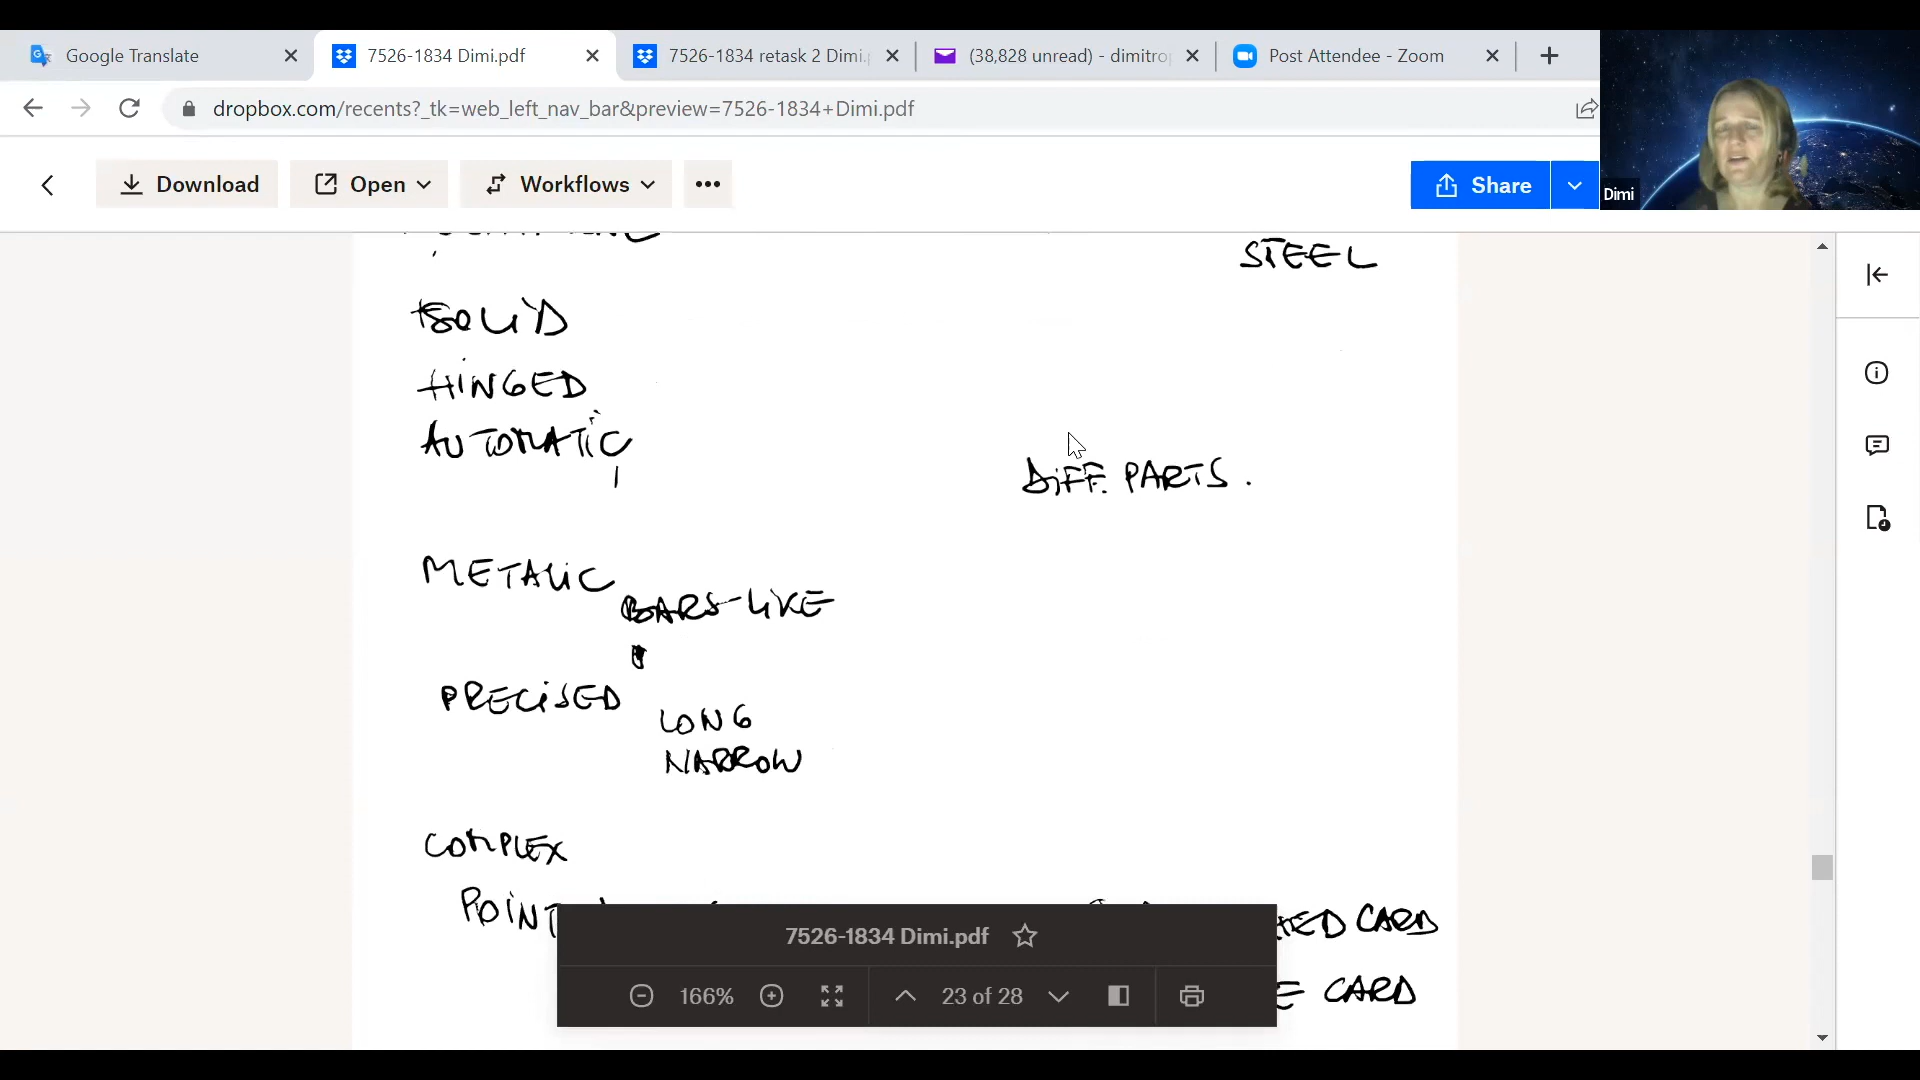 Google Translate
7526-1834 Dimi.pdf
7526-1834 retask 2 Dimi.
(38,828 unread) - dimitrop
Post Attendee - Zoom
dropbox.com/recents?_tk=web_left_nav_bar&preview=7526-1834+Dimi.pdf
Download
Open
Workflows
Share
Dimi
STEEL
SOLID
HINGED
AUTOMATIC
DIFF. PARTS.
METALIC
BARS-LIKE
PRECISED
LONG
NARROW
COMPLEX
POINT
CARD
CARD
7526-1834 Dimi.pdf
166%
23 of 28